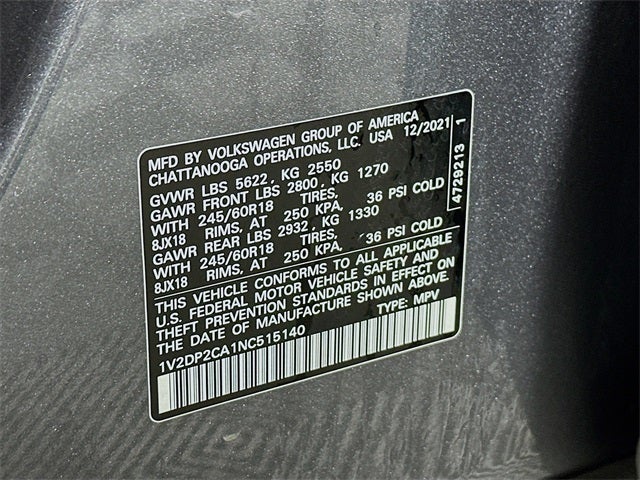 MFD BY VOLKSWAGEN GROUP OF AMERICA
CHATTANOOGA OPERATIONS, LLC. USA 12/2021
GVWR LBS 5622, KG 2550
GAWR FRONT LBS 2800, KG 1270
WITH 245/60R18 TIRES,
8JX18 RIMS, AT 250 KPA, 36 PSI COLD
GAWR REAR LBS 2932, KG 1330
WITH 245/60R18 TIRES,
8JX18 RIMS, AT 250 KPA, 36 PSI COLD
THIS VEHICLE CONFORMS TO ALL APPLICABLE
U.S. FEDERAL MOTOR VEHICLE SAFETY AND
THEFT PREVENTION STANDARDS IN EFFECT ON
THE DATE OF MANUFACTURE SHOWN ABOVE.
1V2DP2CA1NC515140 TYPE: MPV
4729213 1